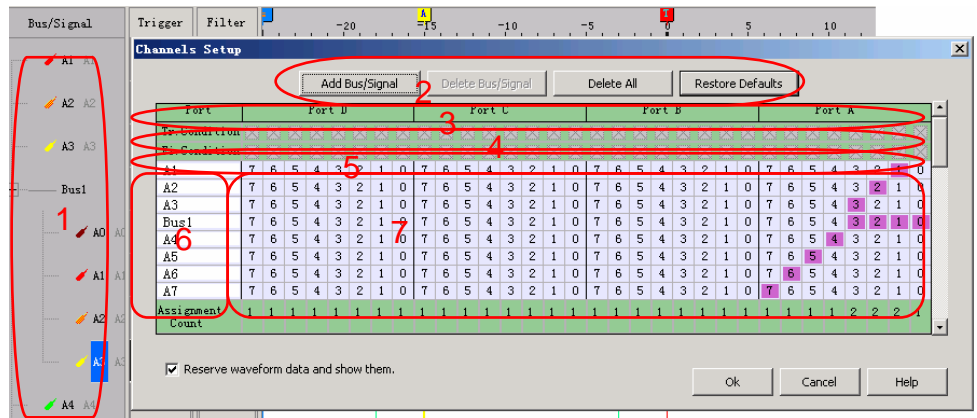 Bus/Signal Trigger Filter -20 A -15 -10 -5 T 0 5 10
Channels Setup
Add Bus/Signal Delete Bus/Signal Delete All Restore Defaults
2
Port Port D Port C Port B Port A
3
Tr.Condition
4
Fi.Condition
5
A1 7 6 5 4 3 2 1 0 7 6 5 4 3 2 1 0 7 6 5 4 3 2 1 0 7 6 5 4 3 2 1 0
A2 7 6 5 4 3 2 1 0 7 6 5 4 3 2 1 0 7 6 5 4 3 2 1 0 7 6 5 4 3 2 1 0
A3 7 6 5 4 3 2 1 0 7 6 5 4 3 2 1 0 7 6 5 4 3 2 1 0 7 6 5 4 3 2 1 0
Bus1 7 6 5 4 3 2 1 0 7 6 5 4 3 2 1 0 7 6 5 4 3 2 1 0 7 6 5 4 3 2 1 0
A4 7 6 5 4 3 2 1 0 7 6 5 4 3 2 1 0 7 6 5 4 3 2 1 0 7 6 5 4 3 2 1 0
A5 7 6 5 4 3 2 1 0 7 6 5 4 3 2 1 0 7 6 5 4 3 2 1 0 7 6 5 4 3 2 1 0
A6 7 6 5 4 3 2 1 0 7 6 5 4 3 2 1 0 7 6 5 4 3 2 1 0 7 6 5 4 3 2 1 0
A7 7 6 5 4 3 2 1 0 7 6 5 4 3 2 1 0 7 6 5 4 3 2 1 0 7 6 5 4 3 2 1 0
6
7
Assignment 1 1 1 1 1 1 1 1 1 1 1 1 1 1 1 1 1 1 1 1 1 1 1 1 1 1 1 1 2 2 2 1
Count
Reserve waveform data and show them.
Ok Cancel Help
A1 A1
A2 A2
A3 A3
Bus1
1
A0 A0
A1 A1
A2 A2
A3 A3
A4 A4